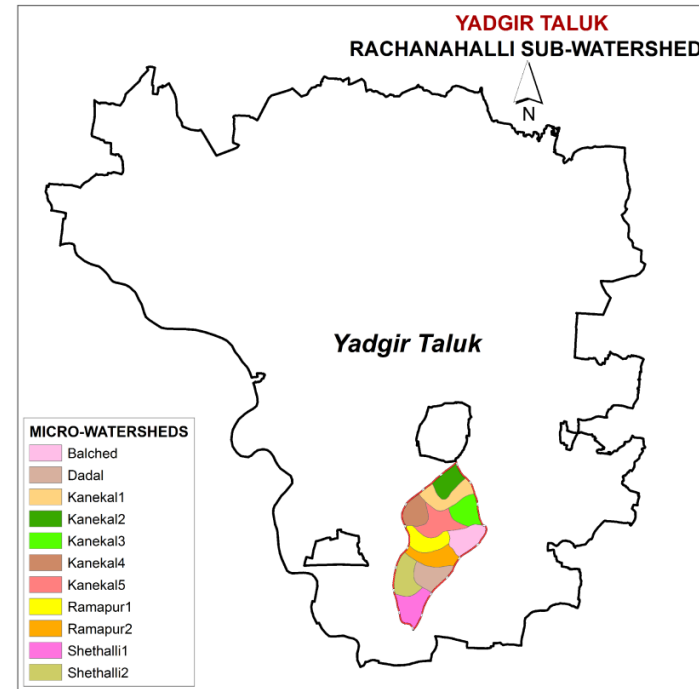 YADGIR TALUK
RACHANAHALLI SUB-WATERSHED
N
Yadgir Taluk
MICRO-WATERSHEDS
Balched
Dadal
Kanekal1
Kanekal2
Kanekal3
Kanekal4
Kanekal5
Ramapur1
Ramapur2
Shethalli1
Shethalli2